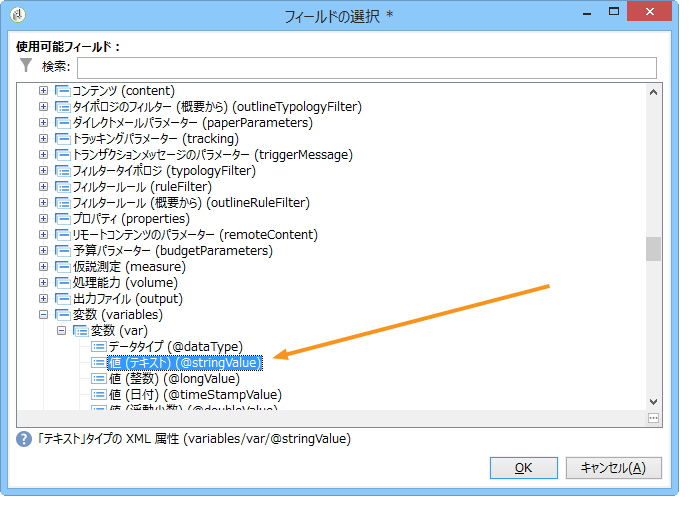 フィールドの選択 *
使用可能フィールド :
検索:
コンテンツ (content)
タイポロジのフィルター (概要から) (outlineTypologyFilter)
ダイレクトメールパラメーター (paperParameters)
トラッキングパラメーター (tracking)
トランザクションメッセージのパラメーター (triggerMessage)
フィルタータイポロジ (typologyFilter)
フィルタールール (ruleFilter)
フィルタールール (概要から) (outlineRuleFilter)
プロパティ (properties)
リモートコンテンツのパラメーター (remoteContent)
予算パラメーター (budgetParameters)
仮説測定 (measure)
処理能力 (volume)
出力ファイル (output)
変数 (variables)
変数 (var)
データタイプ (@dataType)
値 (テキスト) (@stringValue)
値 (整数) (@longValue)
値 (日付) (@timeStampValue)
値 (浮動小数) (@doubleValue)
「テキスト」タイプの XML 属性 (variables/var/@stringValue)
OK
キャンセル(A)